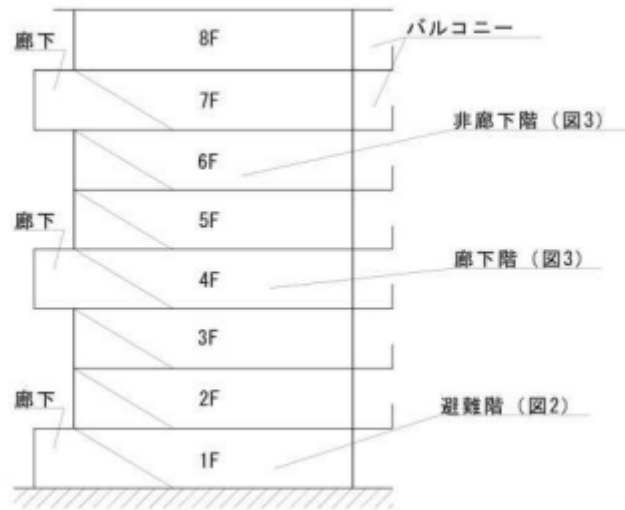 廊下
8F
バルコニー
7F
非廊下階（図3）
6F
廊下
5F
廊下階（図3）
4F
3F
廊下
2F
避難階（図2）
1F